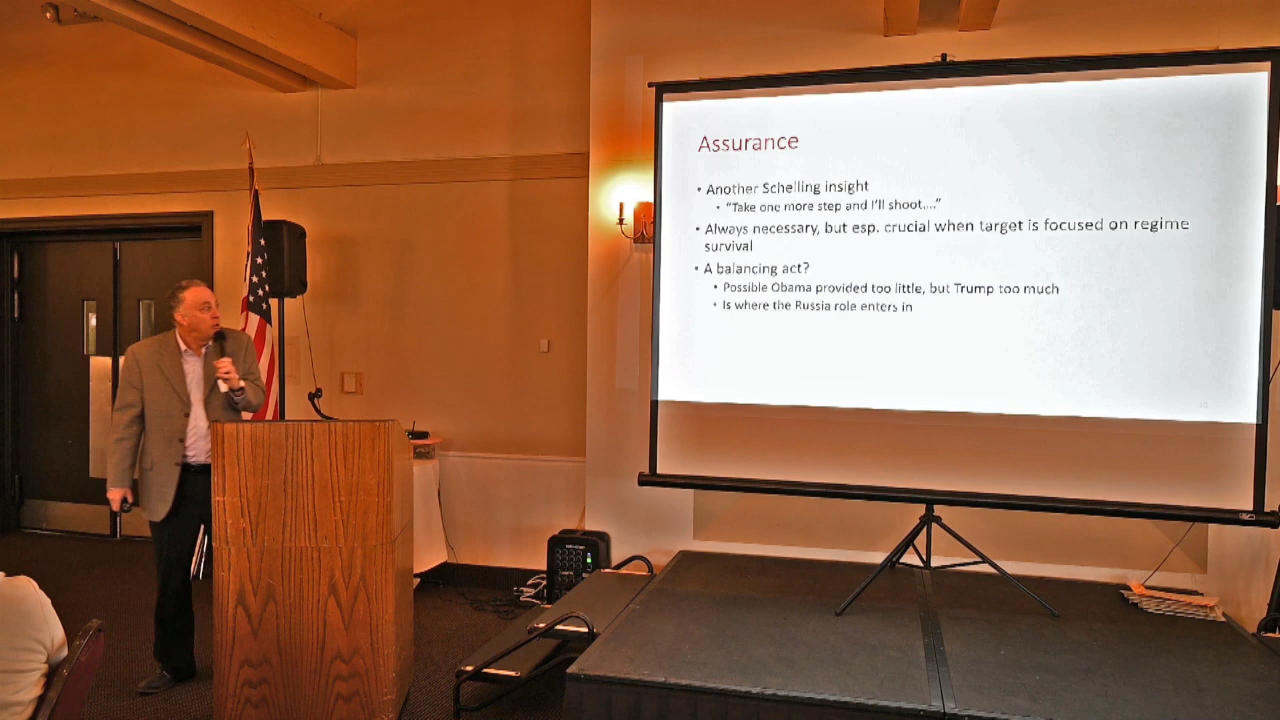 Assurance
• Another Schelling insight
• “Take one more step and I’ll shoot….”
• Always necessary, but esp. crucial when target is focused on regime
survival
• A balancing act?
• Possible Obama provided too little, but Trump too much
• Is where the Russia role enters in